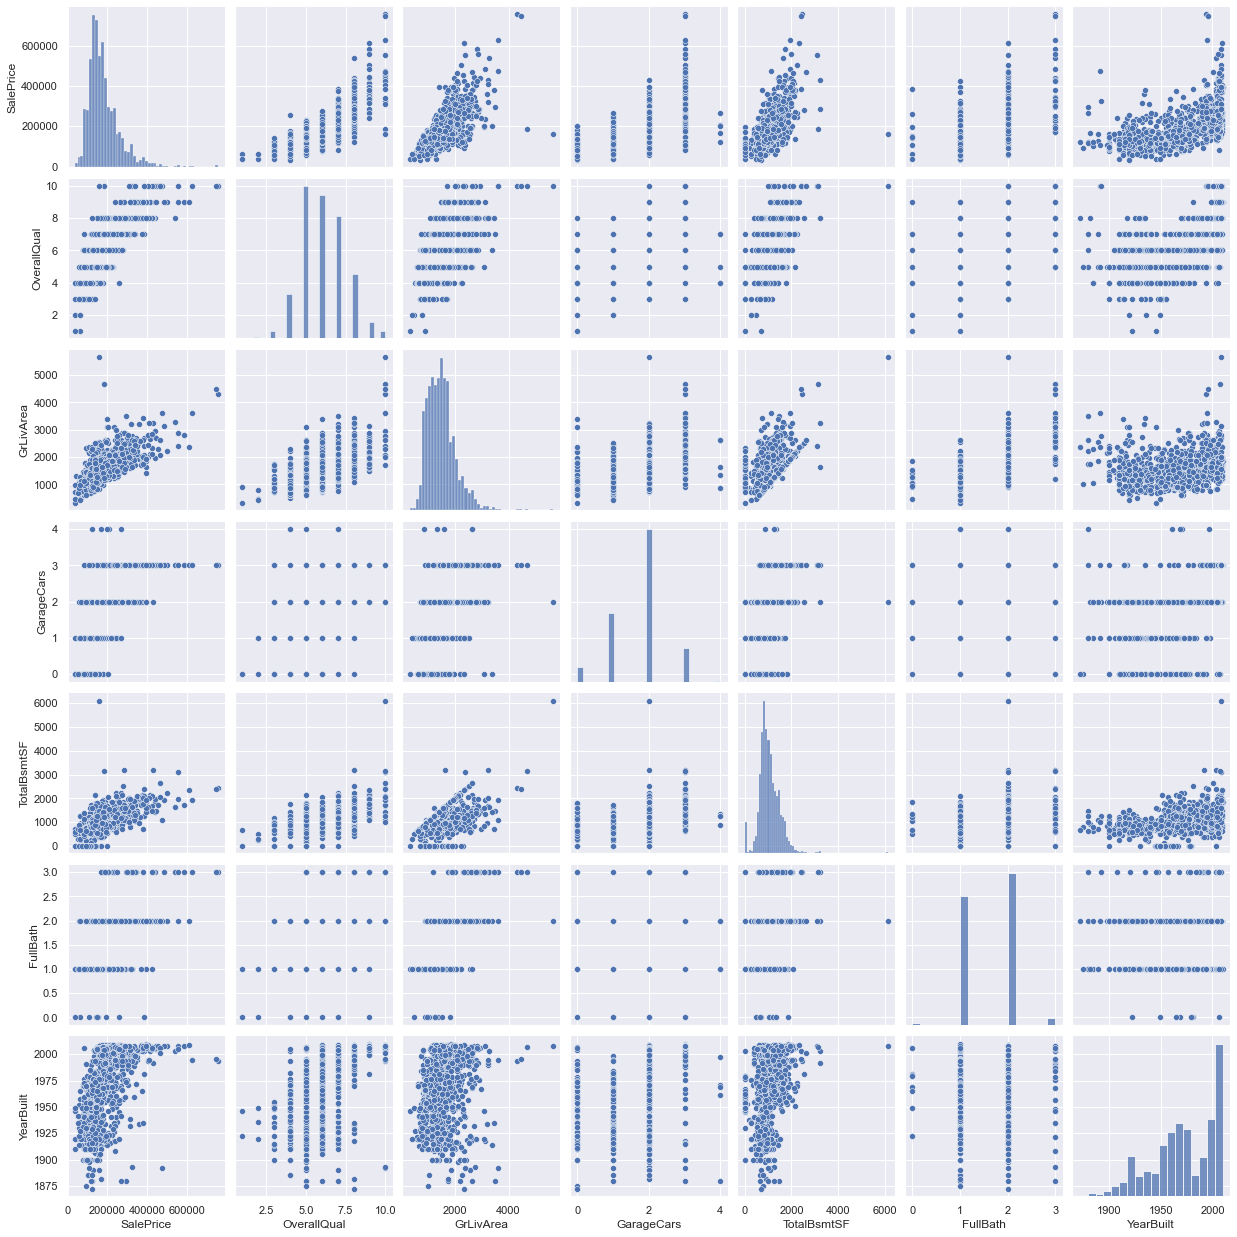 600000
400000
200000
0
SalePrice
10
8
6
4
2
OverallQual
5000
4000
3000
2000
1000
GrLivArea
4
3
2
1
0
GarageCars
6000
5000
4000
3000
2000
1000
0
TotalBsmtSF
3.0
2.5
2.0
1.5
1.0
0.5
0.0
FullBath
2000
1975
1950
1925
1900
1875
YearBuilt
0 200000 400000 600000
SalePrice
2.5 5.0 7.5 10.0
OverallQual
2000 4000
GrLivArea
0 2 4
GarageCars
0 2000 4000 6000
TotalBsmtSF
0 1 2 3
FullBath
1900 1950 2000
YearBuilt